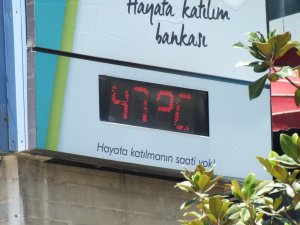 Hayata katılım
bankası
47°C
Hayata katılmanın saati yok!